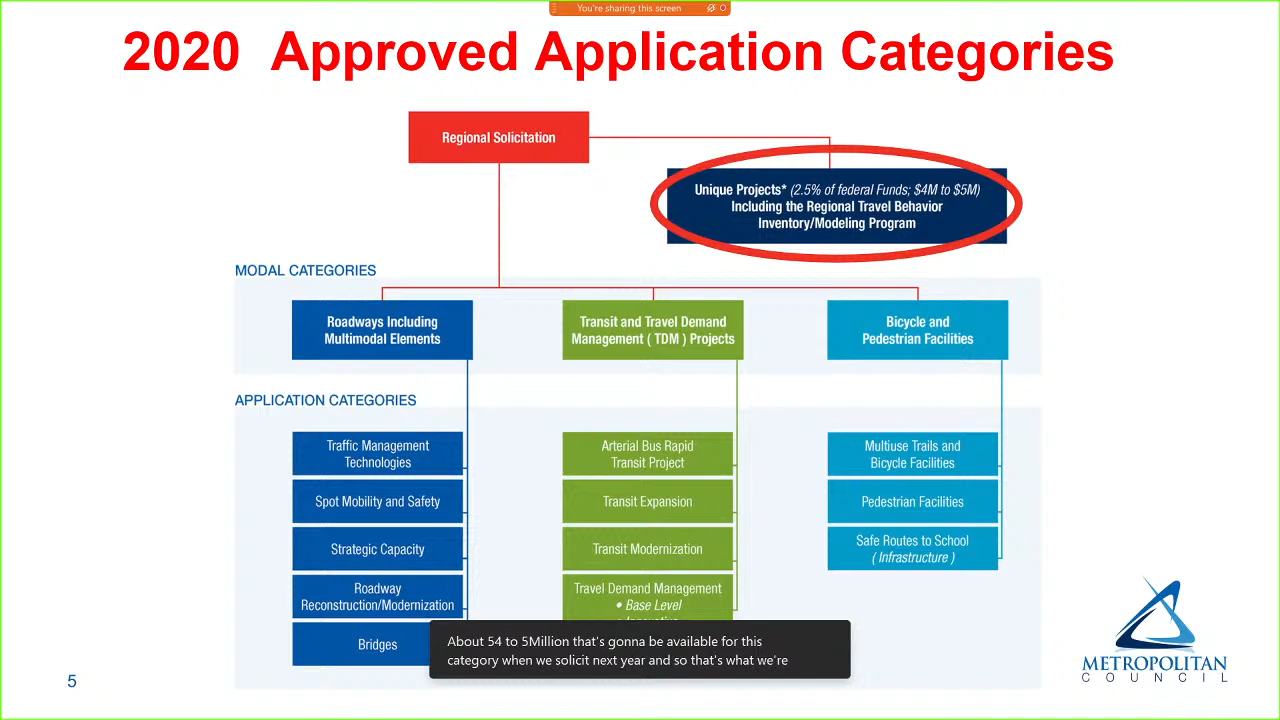 You're sharing this screen
2020 Approved Application Categories
Regional Solicitation
Unique Projects* (2.5% of federal Funds; $4M to $5M)
Including the Regional Travel Behavior
Inventory/Modeling Program
MODAL CATEGORIES
Roadways Including
Multimodal Elements
Transit and Travel Demand
Management ( TDM ) Projects
Bicycle and
Pedestrian Facilities
APPLICATION CATEGORIES
Traffic Management
Technologies
Spot Mobility and Safety
Strategic Capacity
Roadway
Reconstruction/Modernization
Bridges
Arterial Bus Rapid
Transit Project
Transit Expansion
Transit Modernization
Travel Demand Management
• Base Level
Multiuse Trails and
Bicycle Facilities
Pedestrian Facilities
Safe Routes to School
( Infrastructure )
About 54 to 5Million that's gonna be available for this
category when we solicit next year and so that's what we're
5
METROPOLITAN
COUNCIL